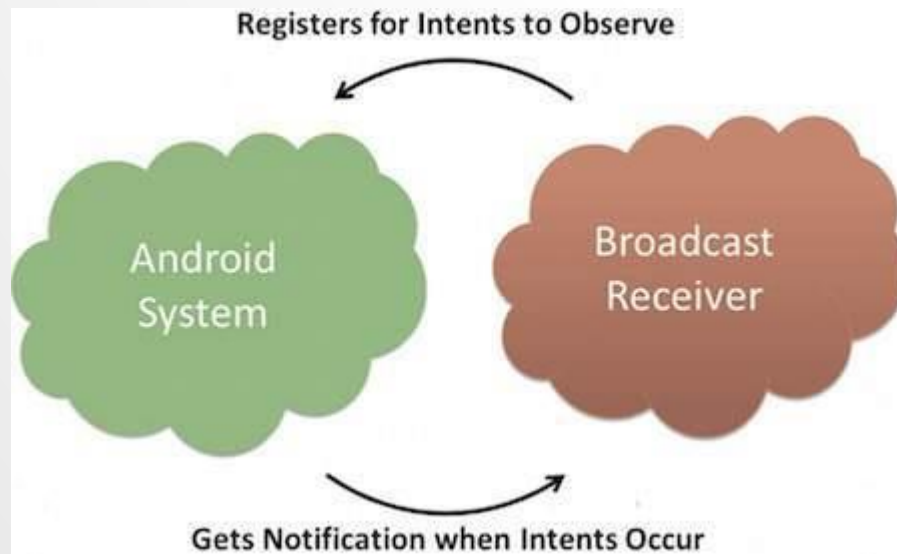 Registers for Intents to Observe
Android
System
Broadcast
Receiver
Gets Notification when Intents Occur